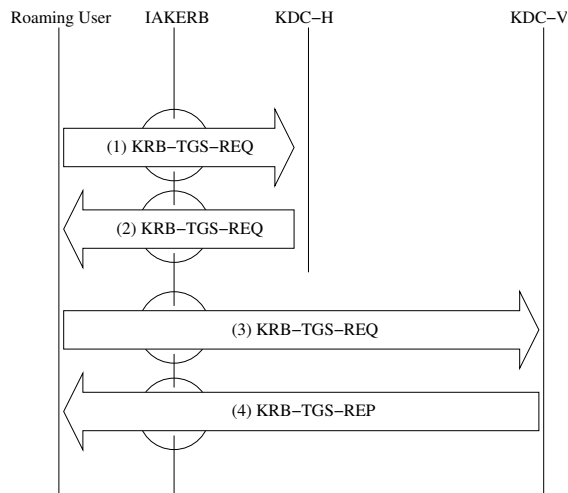 Roaming User IAKERB KDC−H KDC−V
(1) KRB−TGS−REQ
(2) KRB−TGS−REQ
(3) KRB−TGS−REQ
(4) KRB−TGS−REP